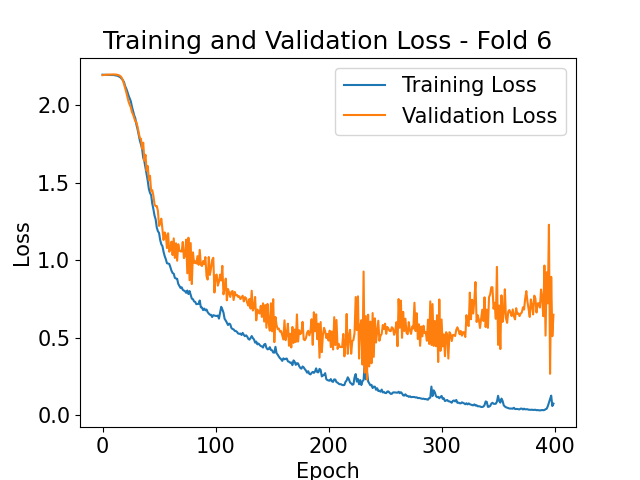 Training and Validation Loss - Fold 6
Training Loss
Validation Loss
2.0
1.5
1.0
0.5
0.0
Loss
0 100 200 300 400
Epoch